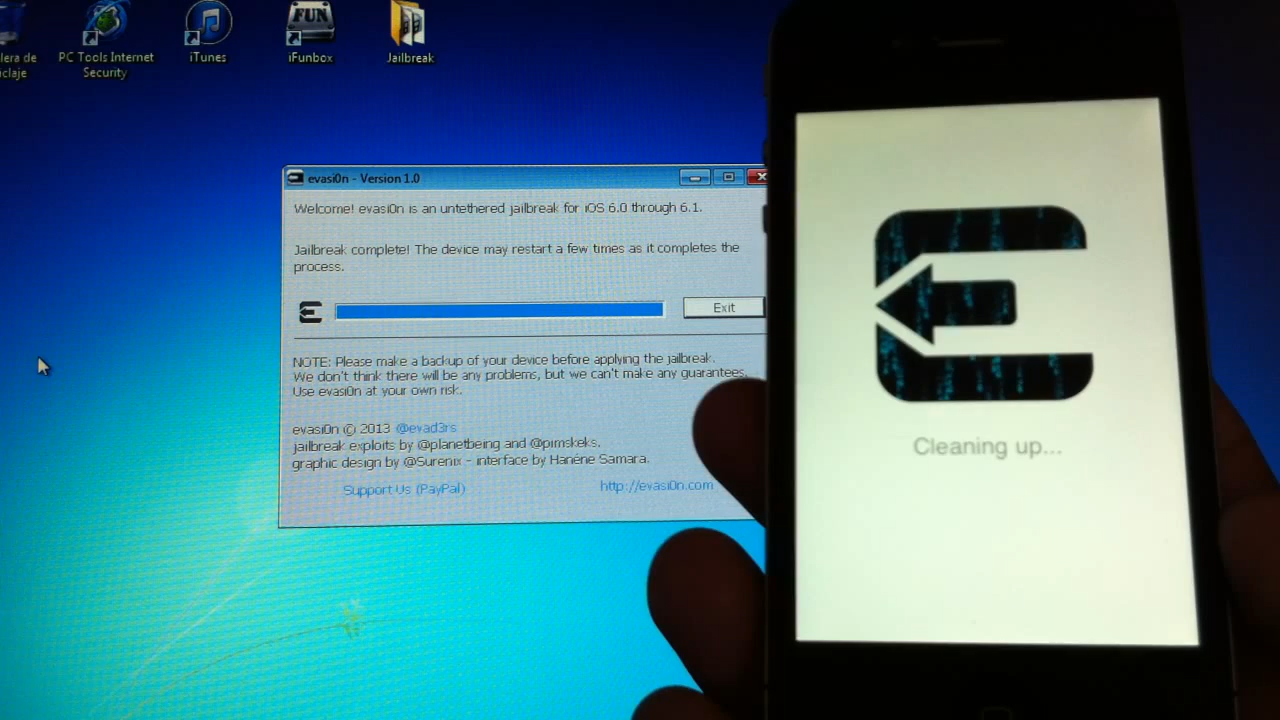 lera de
iclaje
PC Tools Internet
Security
iTunes
FUN
iFunbox
Jailbreak
evasi0n - Version 1.0
Welcome! evasi0n is an untethered jailbreak for iOS 6.0 through 6.1.
Jailbreak complete! The device may restart a few times as it completes the
process.
Exit
NOTE: Please make a backup of your device before applying the jailbreak.
We don't think there will be any problems, but we can't make any guarantees.
Use evasi0n at your own risk.
evasi0n © 2013 @evad3rs
jailbreak exploits by @planetbeing and @pimskeks.
graphic design by @Surenix - interface by Hanéne Samara.
Support Us (PayPal)
http://evasi0n.com
Cleaning up...